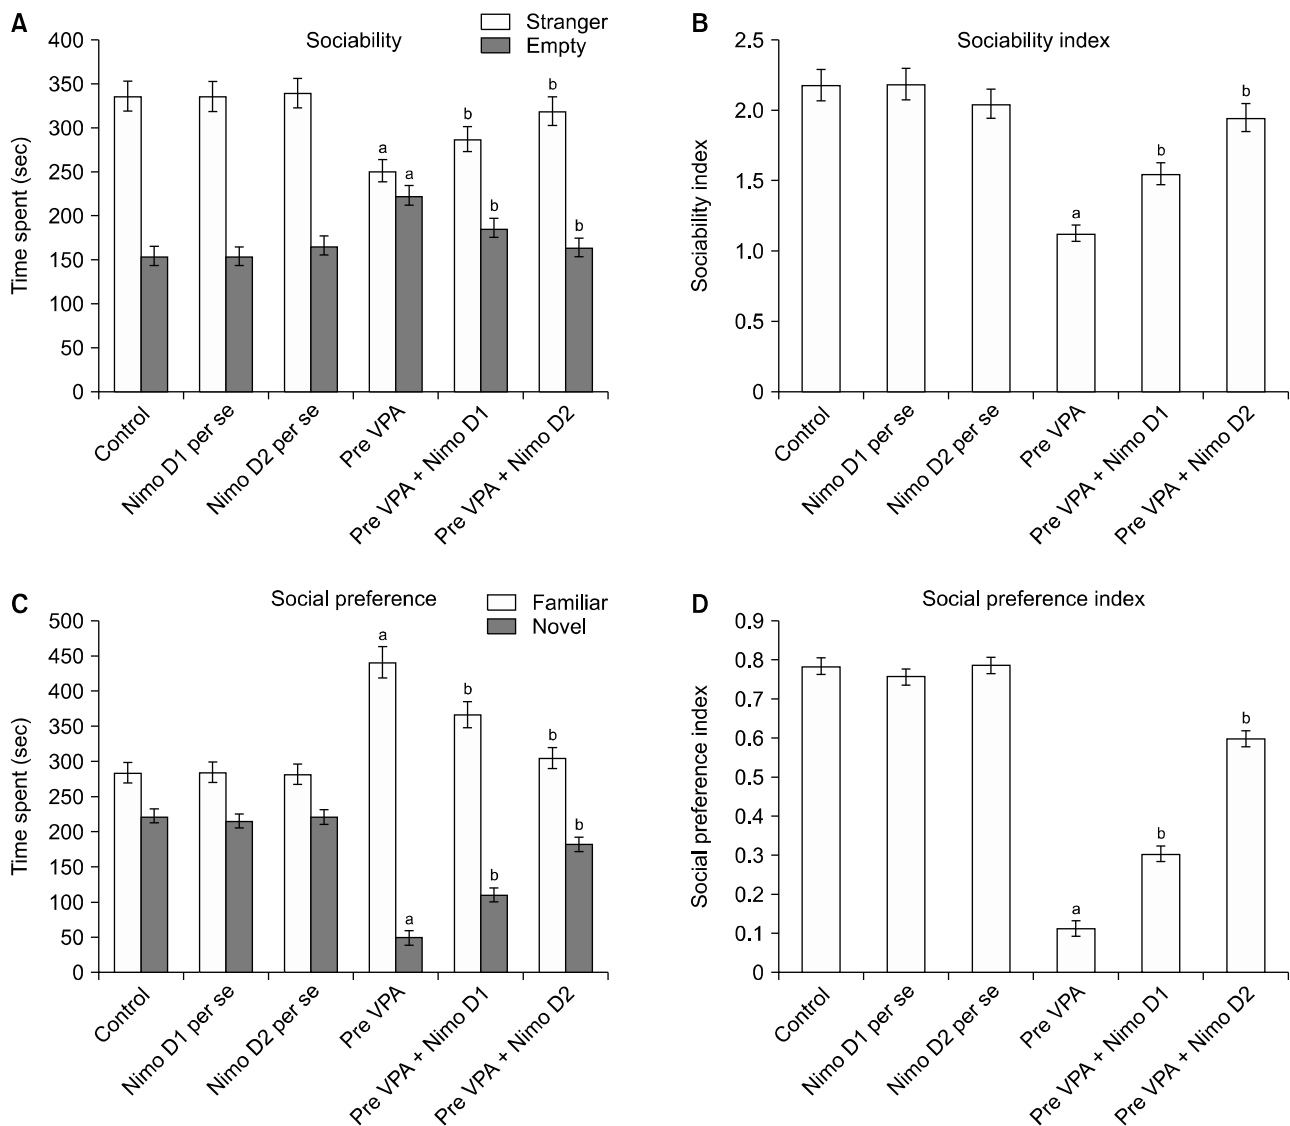 A
Sociability
Stranger
Empty
Time spent (sec)
400
350
300
250
200
150
100
50
0
a
a
b
b
b
b
Control
Nimo D1 per se
Nimo D2 per se
Pre VPA
Pre VPA + Nimo D1
Pre VPA + Nimo D2
B
Sociability index
Sociability index
2.5
2.0
1.5
1.0
0.5
0
a
b
b
Control
Nimo D1 per se
Nimo D2 per se
Pre VPA
Pre VPA + Nimo D1
Pre VPA + Nimo D2
C
Social preference
Familiar
Novel
Time spent (sec)
500
450
400
350
300
250
200
150
100
50
0
a
a
b
b
b
b
Control
Nimo D1 per se
Nimo D2 per se
Pre VPA
Pre VPA + Nimo D1
Pre VPA + Nimo D2
D
Social preference index
Social preference index
0.9
0.8
0.7
0.6
0.5
0.4
0.3
0.2
0.1
0
a
b
b
Control
Nimo D1 per se
Nimo D2 per se
Pre VPA
Pre VPA + Nimo D1
Pre VPA + Nimo D2